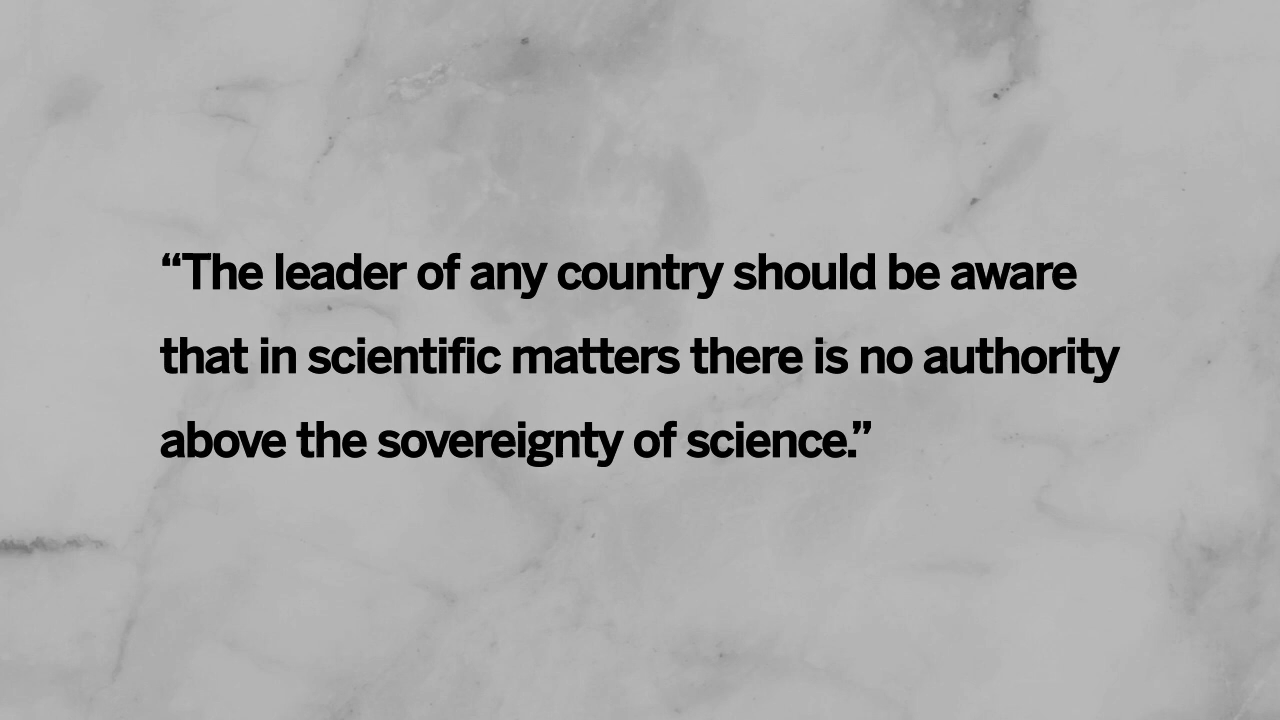 “The leader of any country should be aware
that in scientific matters there is no authority
above the sovereignty of science.”